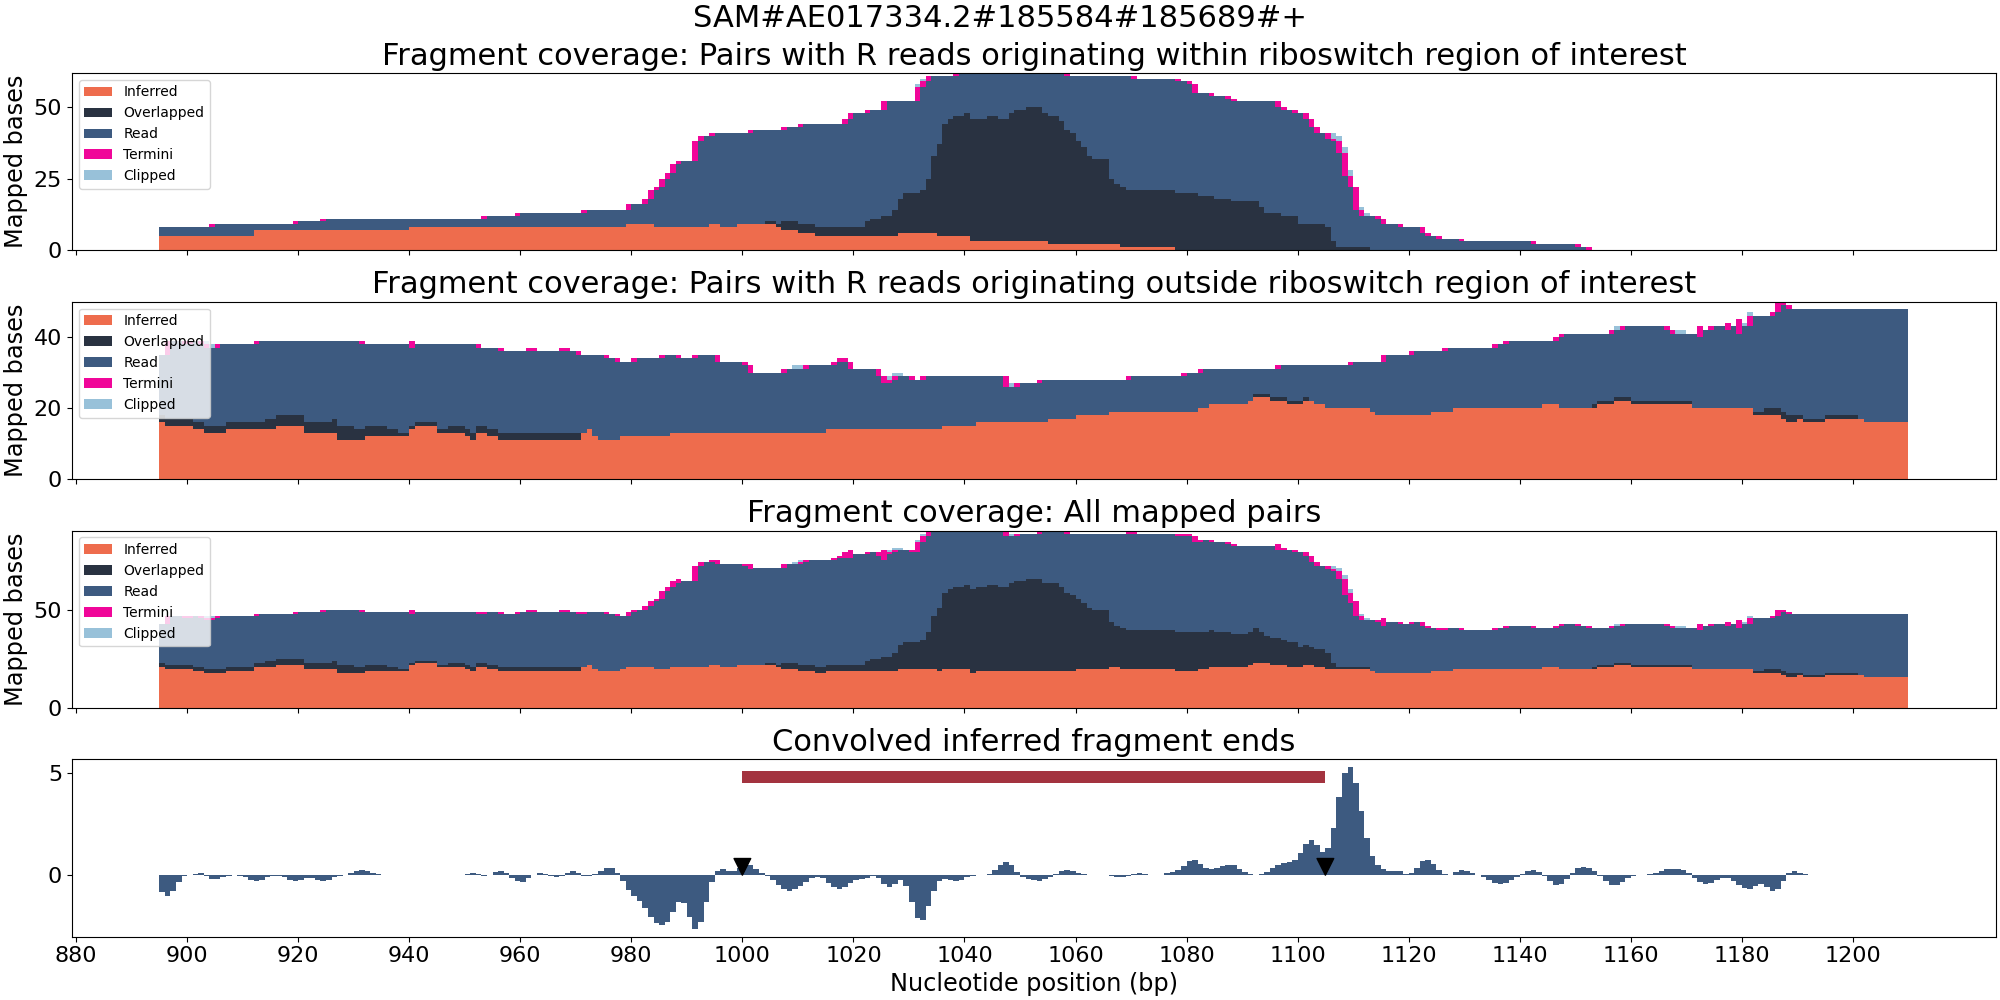 SAM#AE017334.2#185584#185689#+
Fragment coverage: Pairs with R reads originating within riboswitch region of interest
Mapped bases
50
25
0
Inferred
Overlapped
Read
Termini
Clipped
Fragment coverage: Pairs with R reads originating outside riboswitch region of interest
Mapped bases
40
20
0
Inferred
Overlapped
Read
Termini
Clipped
Fragment coverage: All mapped pairs
Mapped bases
50
0
Inferred
Overlapped
Read
Termini
Clipped
Convolved inferred fragment ends
5
0
880 900 920 940 960 980 1000 1020 1040 1060 1080 1100 1120 1140 1160 1180 1200
Nucleotide position (bp)